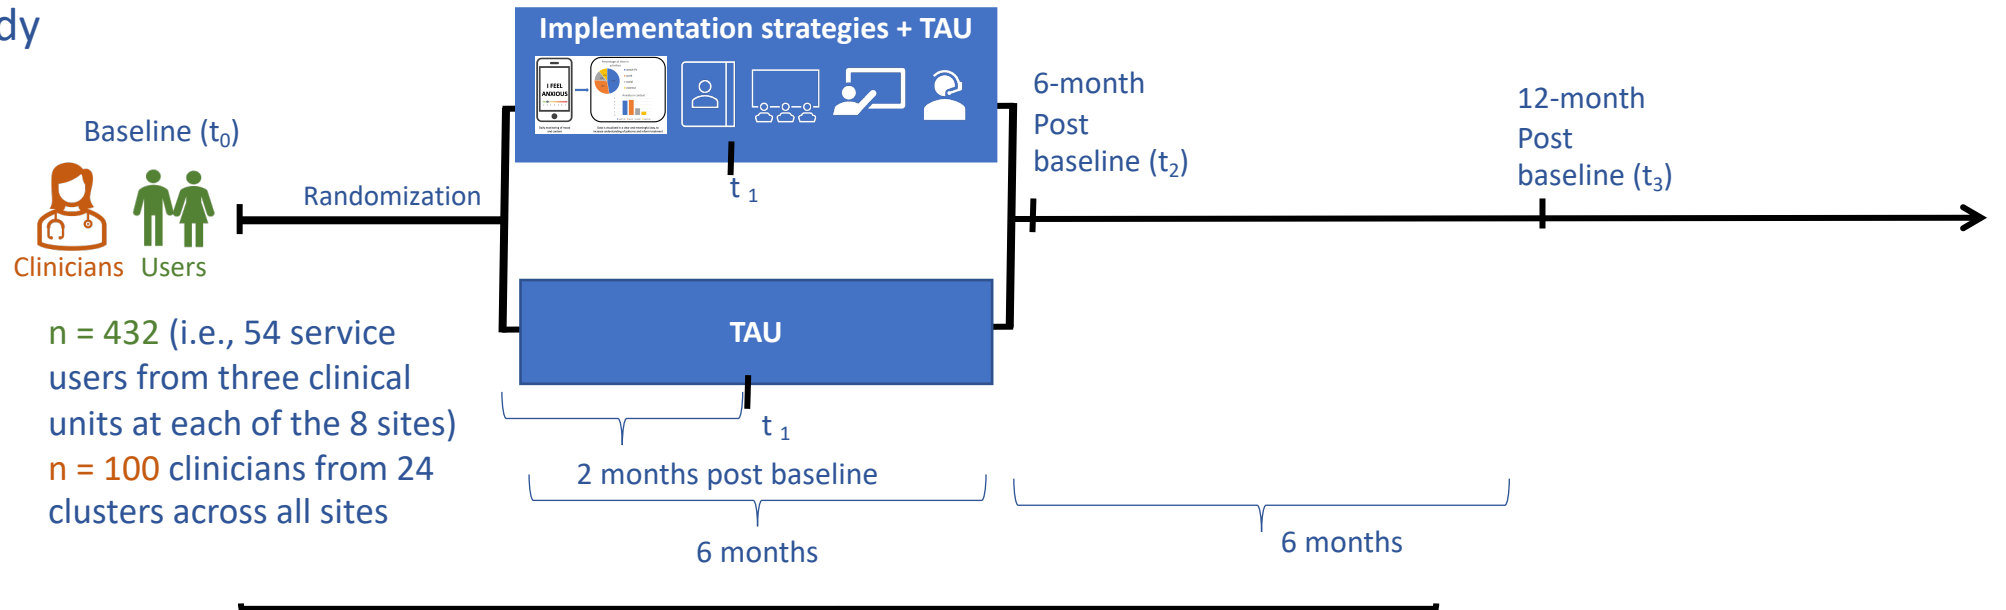 dy
Implementation strategies + TAU
I FEEL
ANXIOUS
Baseline (t0)
Randomization
Clinicians Users
t 1
6-month
Post
baseline (t2)
12-month
Post
baseline (t3)
n = 432 (i.e., 54 service
users from three clinical
units at each of the 8 sites)
n = 100 clinicians from 24
clusters across all sites
TAU
t 1
2 months post baseline
6 months
6 months